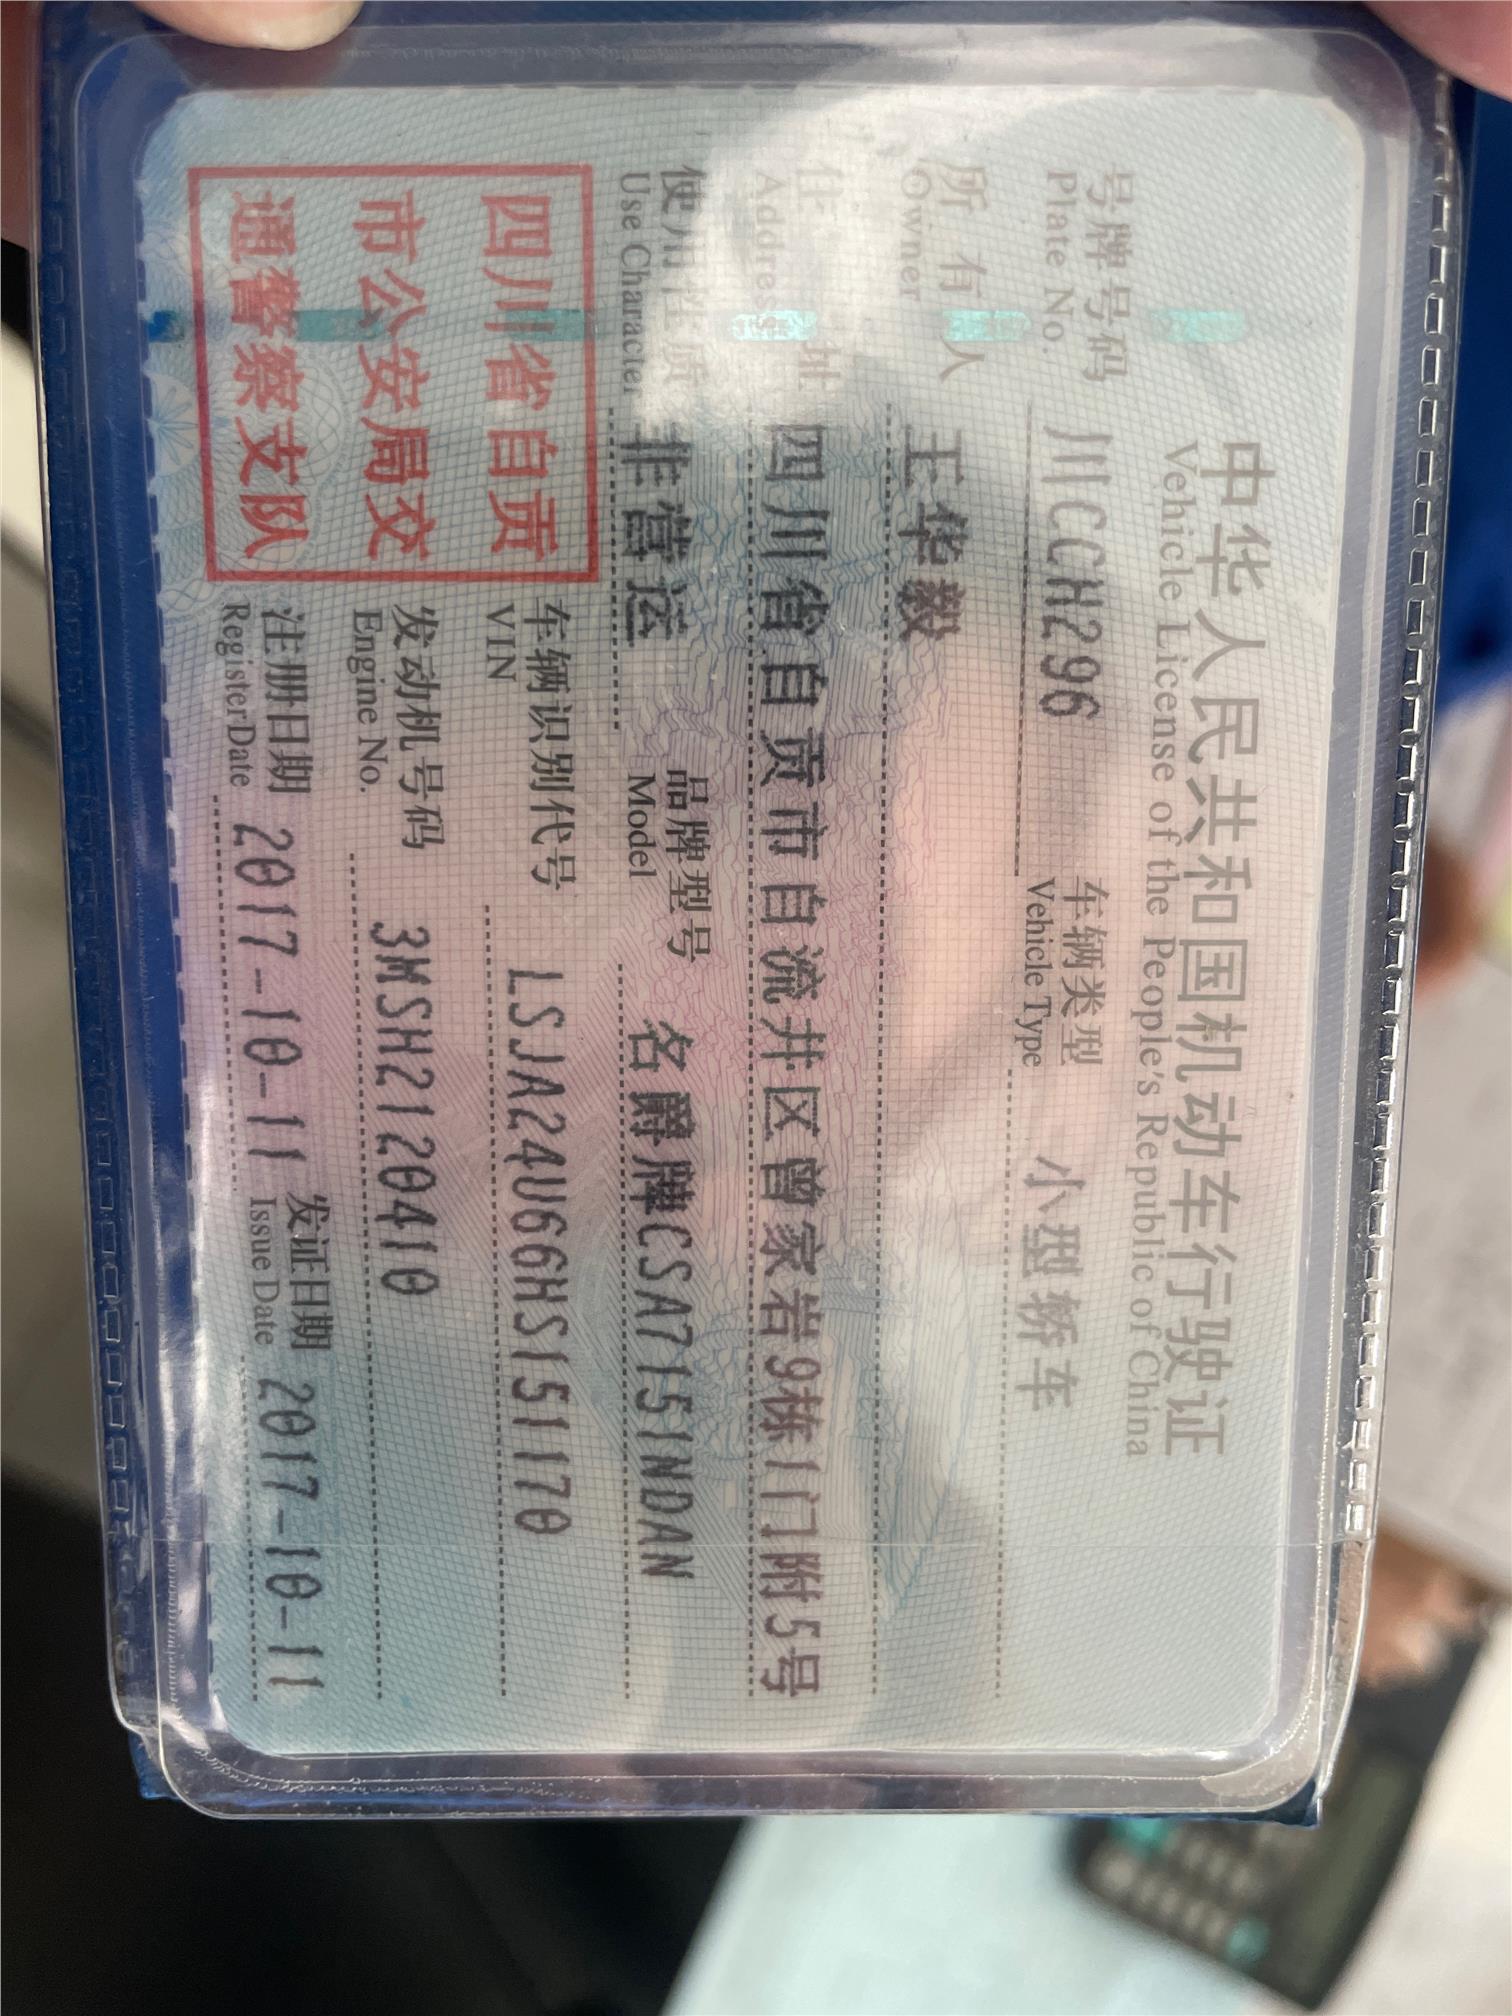 中华人民共和国机动车行驶证
Vehicle License of the People's Republic of China
号牌号码 川CCH296 车辆类型 小型轿车
Plate No. Vehicle Type
所有人 王华毅
Owner
住址 四川省自贡市自流井区曾家岩9栋1门附5号
Address
使用性质 非营运 品牌型号 名爵牌CSA7151NDAN
Use Character Model
四川省自贡
市公安局交
通警察支队
车辆识别代号 LSJA24U66HS151170
VIN
发动机号码 3MSH2120410
Engine No.
注册日期 2017-10-11 发证日期 2017-10-11
Register Date Issue Date